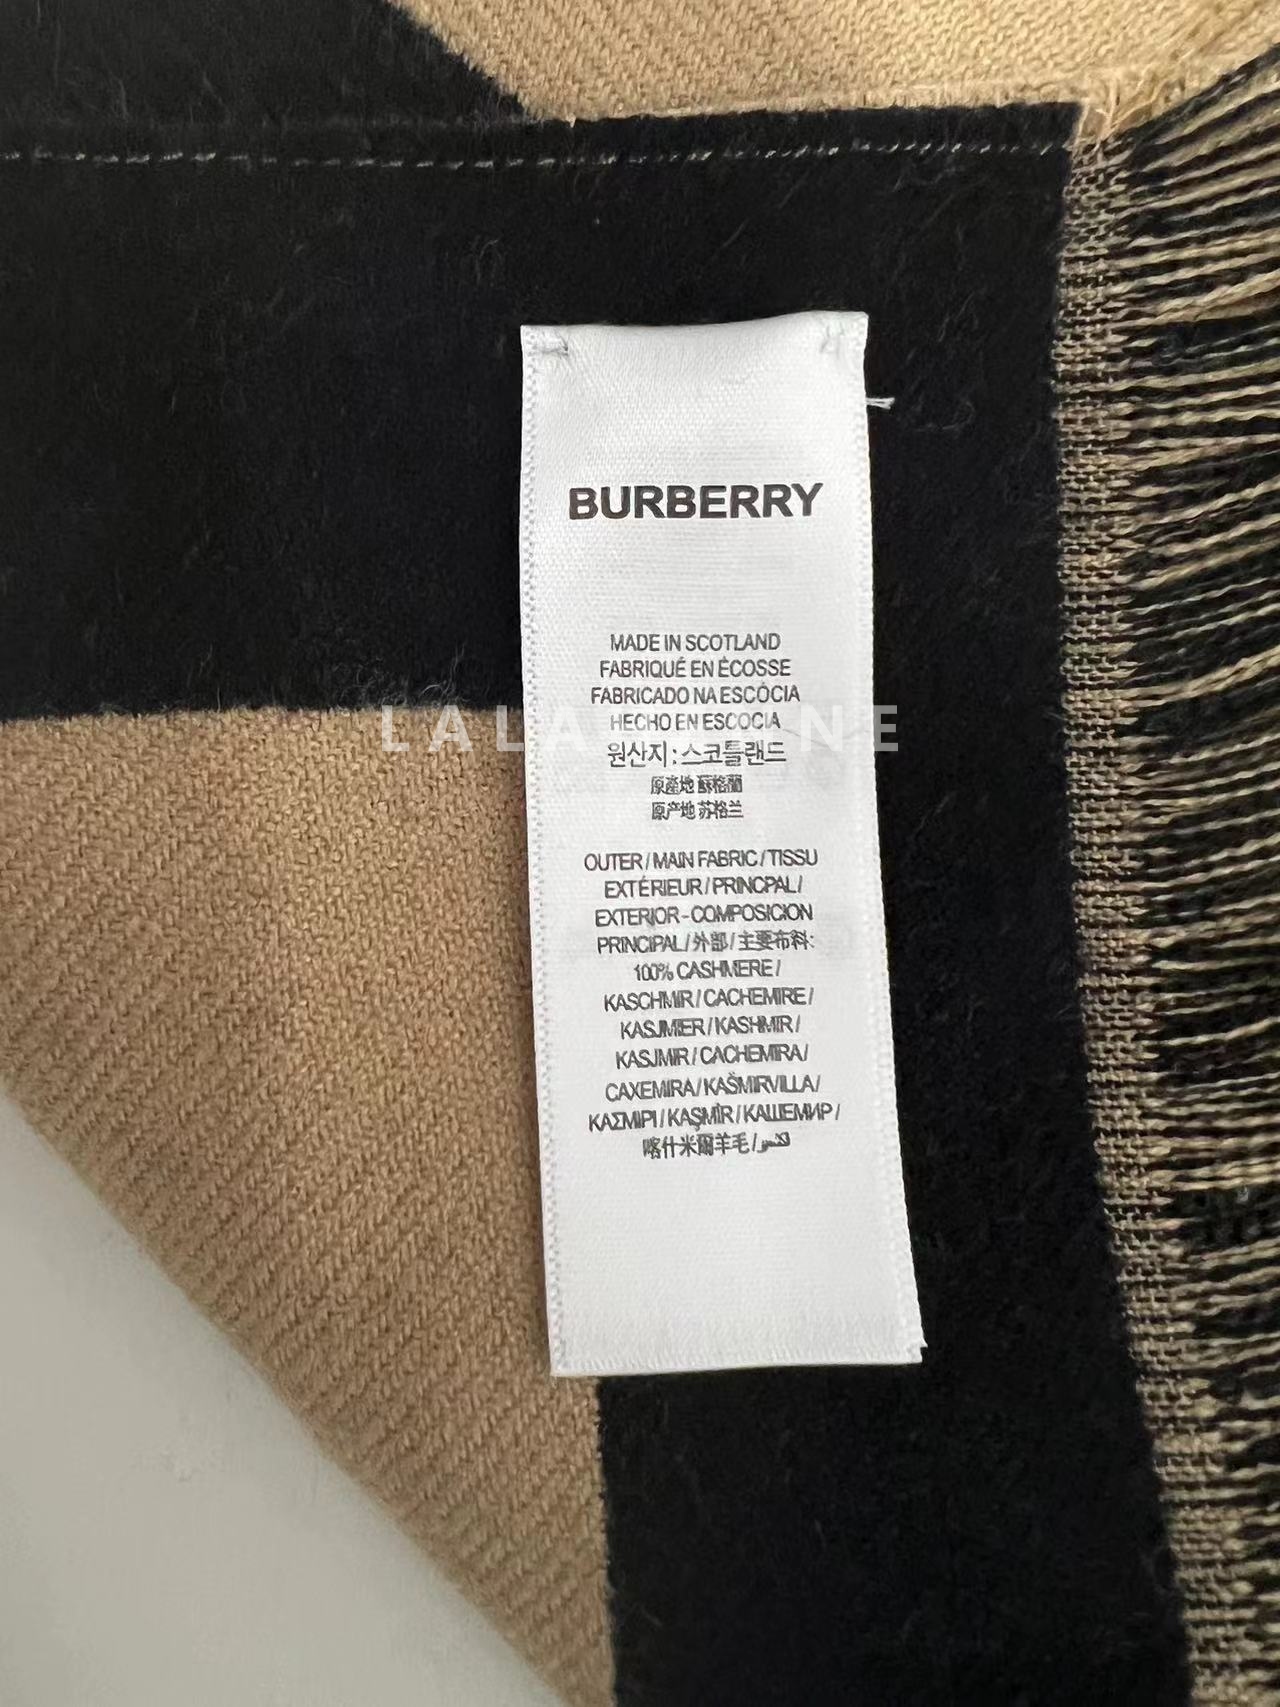 BURBERRY
MADE IN SCOTLAND
FABRIQUÉ EN ÉCOSSE
FABRICADO NA ESCÓCIA
HECHO EN ESCOCIA
원산지 : 스코틀랜드
原產地 蘇格蘭
原产地 苏格兰
OUTER / MAIN FABRIC / TISSU
EXTÉRIEUR / PRINCPAL /
EXTERIOR - COMPOSICION
PRINCIPAL / 外部 / 主要布料:
100% CASHMERE /
KASCHMIR / CACHEMIRE /
KASJMIER / KASHMIR /
KASJMIR / CACHEMIRA /
CAXEMIRA / KAŠMIRVILLA /
ΚΑΣΜΙΡΙ / KAŞMİR / КАШЕМИР /
喀什米爾羊毛 /